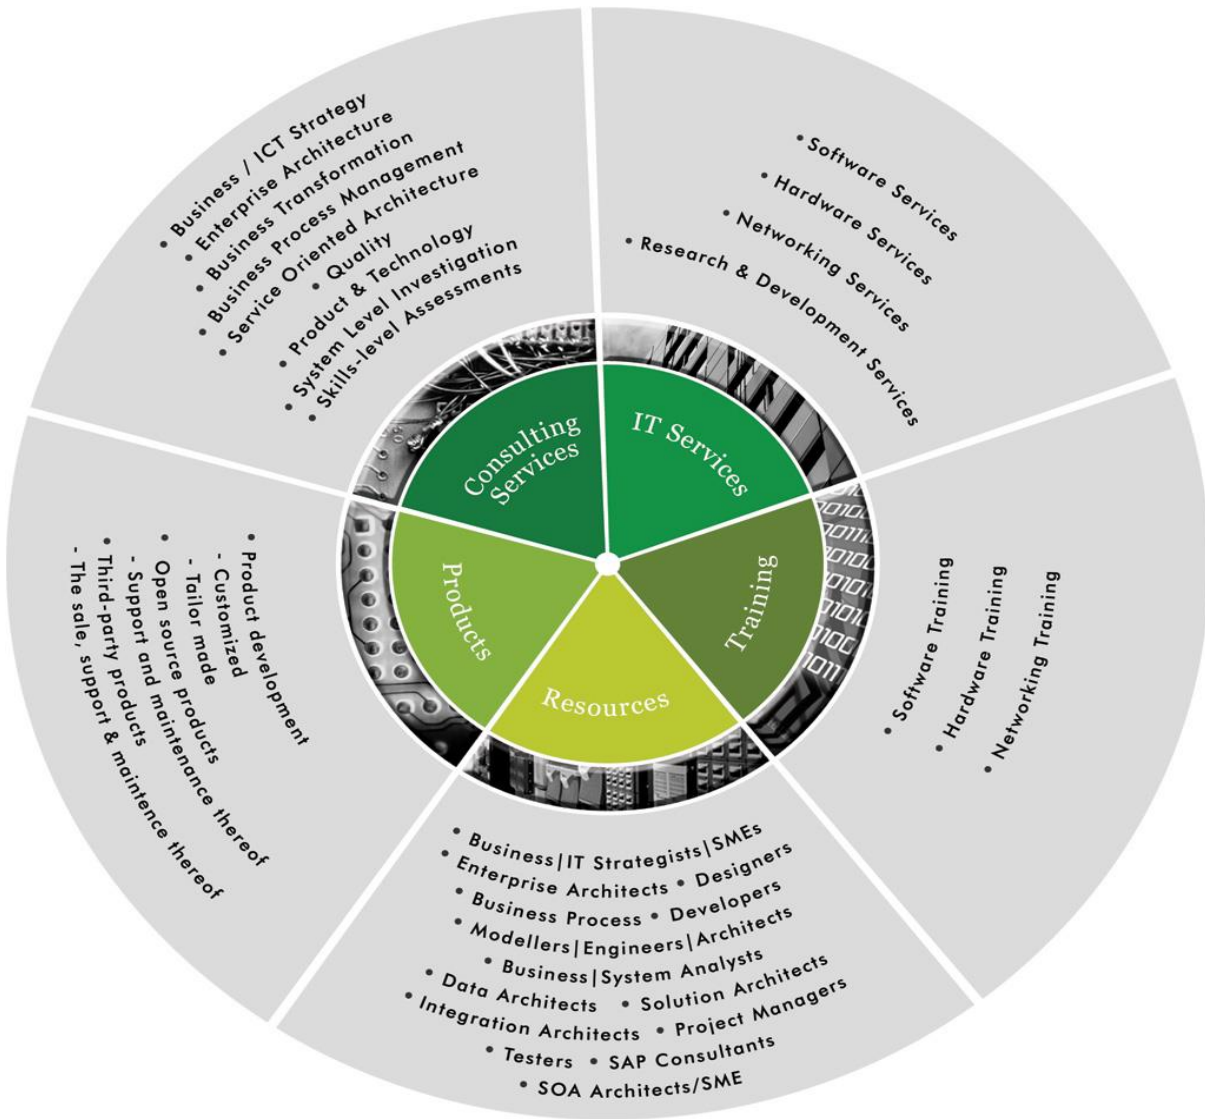 • Business / ICT Strategy
• Enterprise Architecture
• Business Transformation
• Business Process Management
• Service Oriented Architecture
• Quality
• Product & Technology
• System Level Investigation
• Skills-level Assessments
• Software Services
• Hardware Services
• Networking Services
• Research & Development Services
Consulting
Services
IT Services
Products
Training
Resources
• Product development
- Customized
- Tailor made
• Open source products
- Support and maintenance thereof
• Third-party products
- The sale, support & maintence thereof
• Software Training
• Hardware Training
• Networking Training
• Business|IT Strategists|SMEs
• Enterprise Architects • Designers
• Business Process • Developers
• Modellers|Engineers|Architects
• Business|System Analysts
• Data Architects • Solution Architects
• Integration Architects • Project Managers
• Testers • SAP Consultants
• SOA Architects/SME